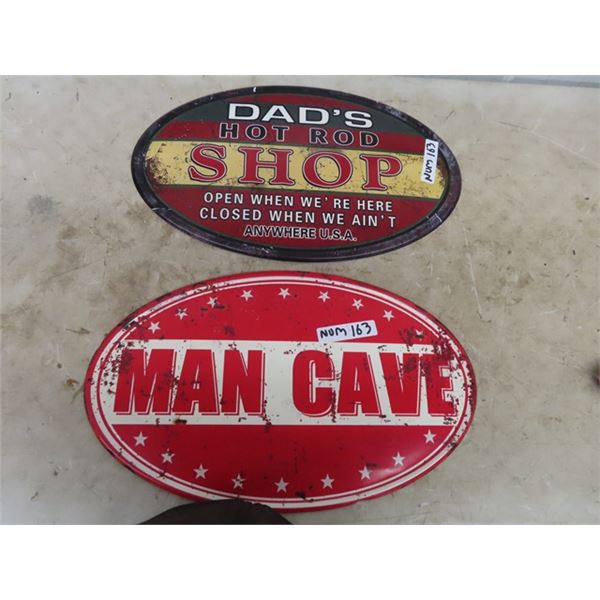 DAD'S
HOT ROD
SHOP
NUM 163
OPEN WHEN WE'RE HERE
CLOSED WHEN WE AIN'T
ANYWHERE U.S.A.
NUM 163
MAN CAVE